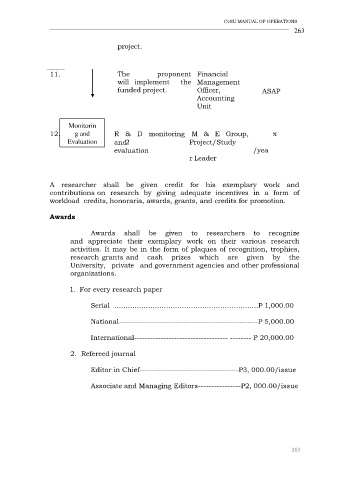 CvSU MANUAL OF OPERATIONS
263
project.
11. The proponent Financial
will implement the Management
funded project. Officer, ASAP
Accounting
Unit
Monitorin
12. g and R & D monitoring M & E Group, x
Evaluation and2 Project/Study
evaluation /yea
r Leader
A researcher shall be given credit for his exemplary work and
contributions on research by giving adequate incentives in a form of
workload credits, honoraria, awards, grants, and credits for promotion.
Awards
Awards shall be given to researchers to recognize
and appreciate their exemplary work on their various research
activities. It may be in the form of plaques of recognition, trophies,
research grants and cash prizes which are given by the
University, private and government agencies and other professional
organizations.
1. For every research paper
Serial ..................................................................P 1,000.00
National----------------------------------------------------P 5,000.00
International----------------------------------- -------- P 20,000.00
2. Refereed journal
Editor in Chief-------------------------------------P3, 000.00/issue
Associate and Managing Editors----------------P2, 000.00/issue
263